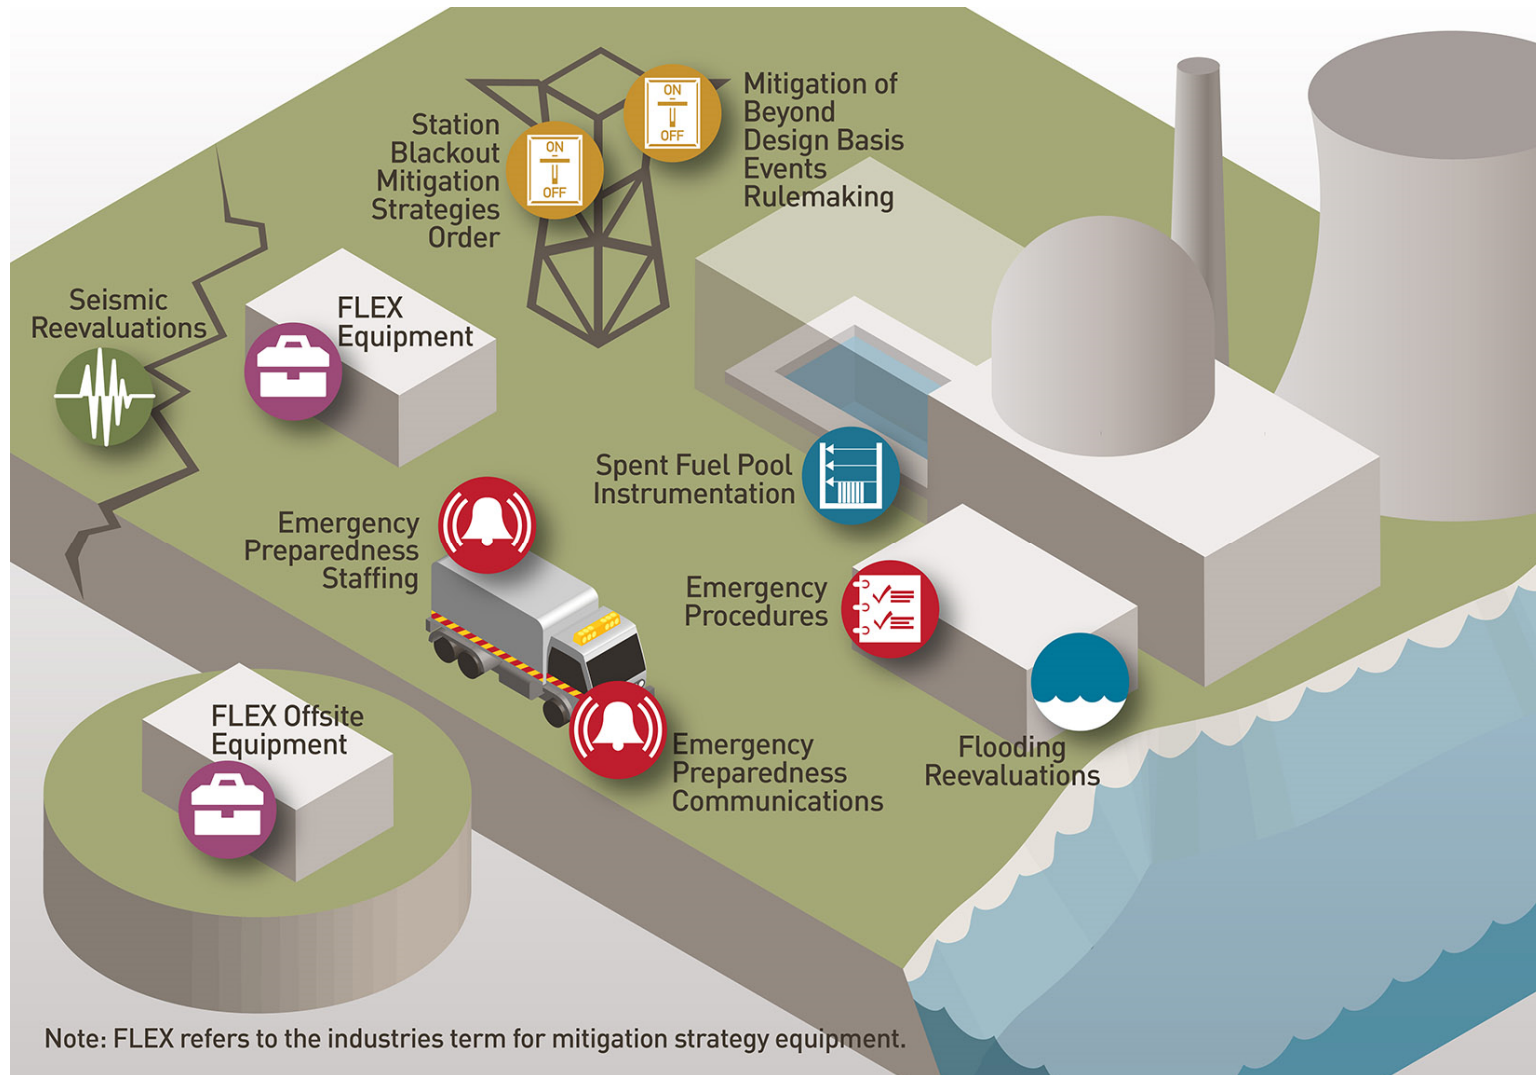 Mitigation of
Beyond
Design Basis
Events
Rulemaking
ON
OFF
Station
Blackout
Mitigation
Strategies
Order
ON
OFF
Seismic
Reevaluations
FLEX
Equipment
Spent Fuel Pool
Instrumentation
Emergency
Preparedness
Staffing
Emergency
Procedures
FLEX Offsite
Equipment
Emergency
Preparedness
Communications
Flooding
Reevaluations
Note: FLEX refers to the industries term for mitigation strategy equipment.